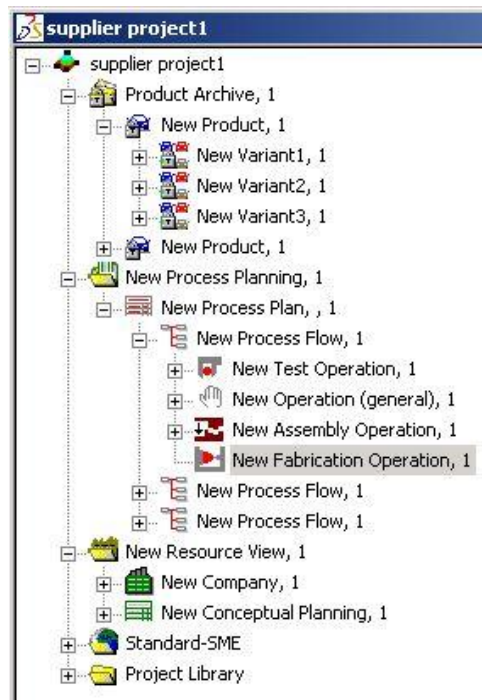 supplier project1
supplier project1
Product Archive, 1
New Product, 1
New Variant1, 1
New Variant2, 1
New Variant3, 1
New Product, 1
New Process Planning, 1
New Process Plan, , 1
New Process Flow, 1
New Test Operation, 1
New Operation (general), 1
New Assembly Operation, 1
New Fabrication Operation, 1
New Process Flow, 1
New Process Flow, 1
New Resource View, 1
New Company, 1
New Conceptual Planning, 1
Standard-SME
Project Library